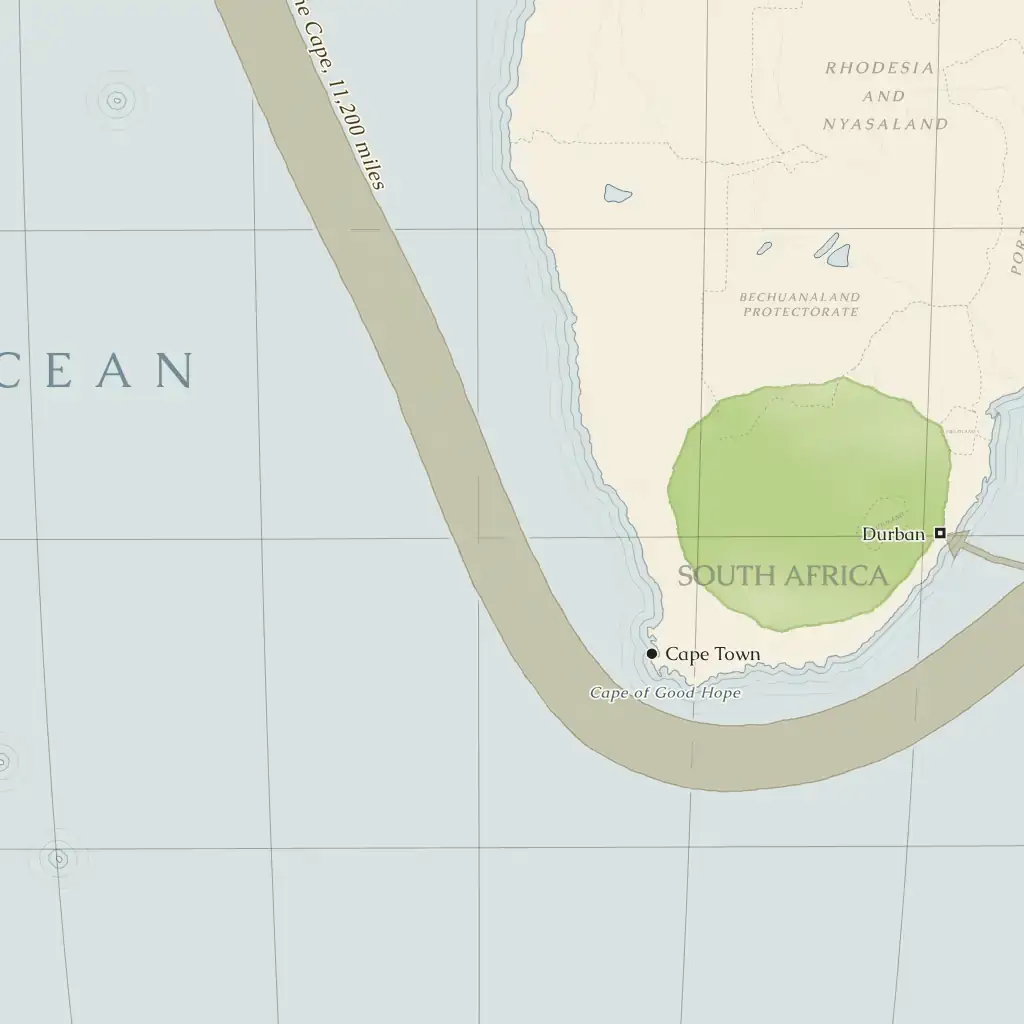 he Cape, 11,200 miles
RHODESIA
AND
NYASALAND
POR
BECHUANALAND
PROTECTORATE
CEAN
Durban
SOUTH AFRICA
Cape Town
Cape of Good Hope